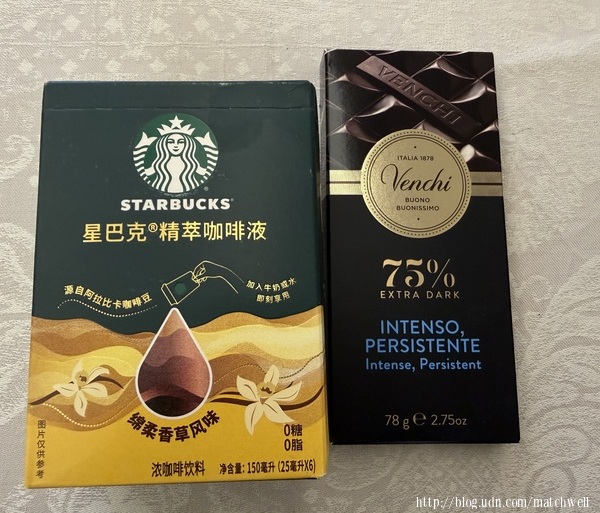 STARBUCKS®
星巴克®精萃咖啡液
源自阿拉比卡咖啡豆
加入牛奶或水
即刻享用
绵柔香草风味
0糖
0脂
图片仅供参考
浓咖啡饮料
净含量:150毫升(25毫升X6)
VENCHI
ITALIA 1878
Venchi
BUONO
BUONISSIMO
75%
EXTRA DARK
INTENSO,
PERSISTENTE
Intense, Persistent
78 g ℮ 2.75oz
http://blog.udn.com/matchwell